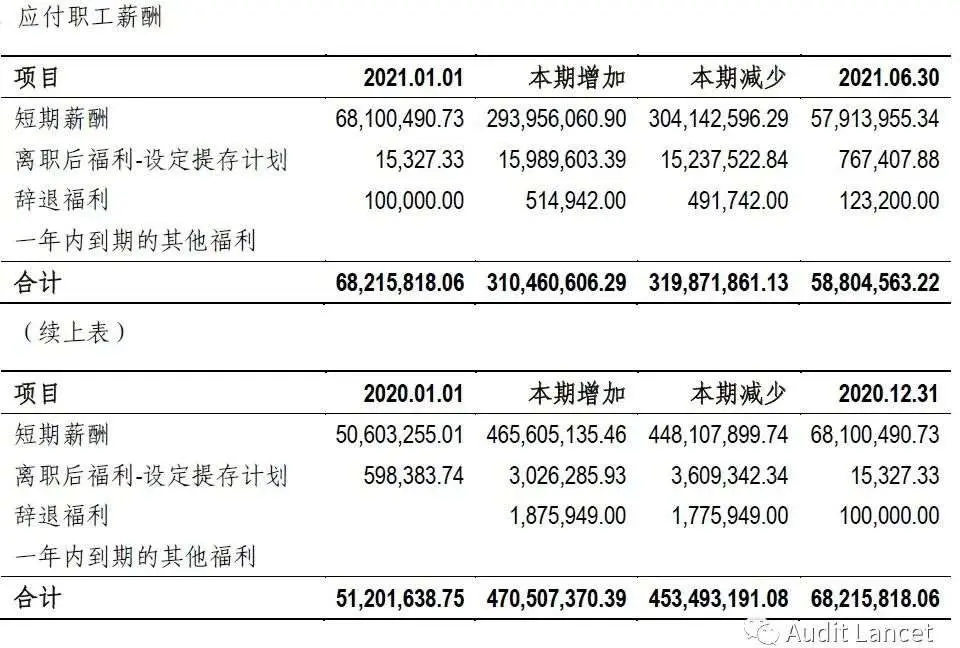 应付职工薪酬
项目 2021.01.01 本期增加 本期减少 2021.06.30
短期薪酬 68,100,490.73 293,956,060.90 304,142,596.29 57,913,955.34
离职后福利-设定提存计划 15,327.33 15,989,603.39 15,237,522.84 767,407.88
辞退福利 100,000.00 514,942.00 491,742.00 123,200.00
一年内到期的其他福利
合计 68,215,818.06 310,460,606.29 319,871,861.13 58,804,563.22
（续上表）
项目 2020.01.01 本期增加 本期减少 2020.12.31
短期薪酬 50,603,255.01 465,605,135.46 448,107,899.74 68,100,490.73
离职后福利-设定提存计划 598,383.74 3,026,285.93 3,609,342.34 15,327.33
辞退福利 1,875,949.00 1,775,949.00 100,000.00
一年内到期的其他福利
合计 51,201,638.75 470,507,370.39 453,493,191.08 68,215,818.06
Audit Lancet